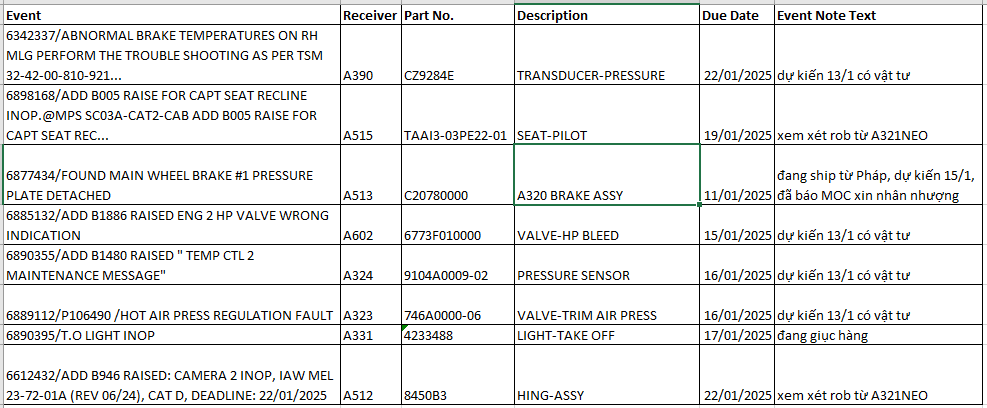 Event Receiver Part No. Description Due Date Event Note Text
6342337/ABNORMAL BRAKE TEMPERATURES ON RH
MLG PERFORM THE TROUBLE SHOOTING AS PER TSM
32-42-00-810-921... A390 CZ9284E TRANSDUCER-PRESSURE 22/01/2025 dự kiến 13/1 có vật tư
6898168/ADD B005 RAISE FOR CAPT SEAT RECLINE
INOP.@MPS SC03A-CAT2-CAB ADD B005 RAISE FOR
CAPT SEAT REC... A515 TAAI3-03PE22-01 SEAT-PILOT 19/01/2025 xem xét rob từ A321NEO
6877434/FOUND MAIN WHEEL BRAKE #1 PRESSURE đang ship từ Pháp, dự kiến 15/1,
PLATE DETACHED A513 C20780000 A320 BRAKE ASSY 11/01/2025 đã báo MOC xin nhân nhượng
6885132/ADD B1886 RAISED ENG 2 HP VALVE WRONG
INDICATION A602 6773F010000 VALVE-HP BLEED 15/01/2025 dự kiến 13/1 có vật tư
6890355/ADD B1480 RAISED " TEMP CTL 2
MAINTENANCE MESSAGE" A324 9104A0009-02 PRESSURE SENSOR 16/01/2025 dự kiến 13/1 có vật tư
6889112/P106490 /HOT AIR PRESS REGULATION FAULT A323 746A0000-06 VALVE-TRIM AIR PRESS 16/01/2025 dự kiến 13/1 có vật tư
6890395/T.O LIGHT INOP A331 4233488 LIGHT-TAKE OFF 17/01/2025 đang giục hàng
6612432/ADD B946 RAISED: CAMERA 2 INOP, IAW MEL
23-72-01A (REV 06/24), CAT D, DEADLINE: 22/01/2025 A512 8450B3 HING-ASSY 22/01/2025 xem xét rob từ A321NEO